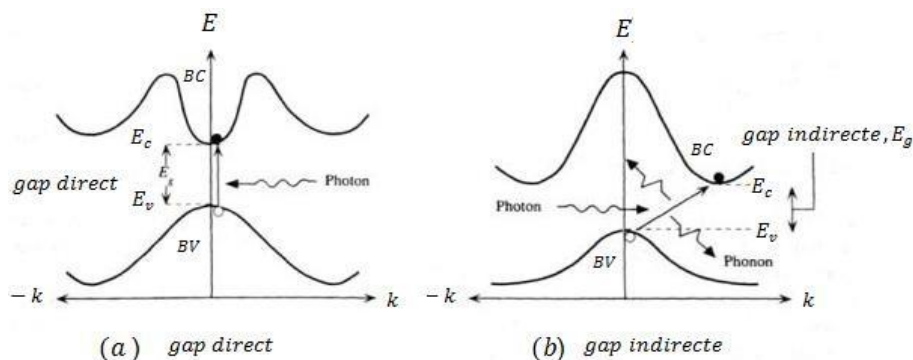 E
BC
E_c
E_g
gap direct
E_v
Photon
BV
-k
k
(a) gap direct
E
gap indirecte, E_g
BC
E_c
Photon
E_v
BV
Phonon
-k
k
(b) gap indirecte